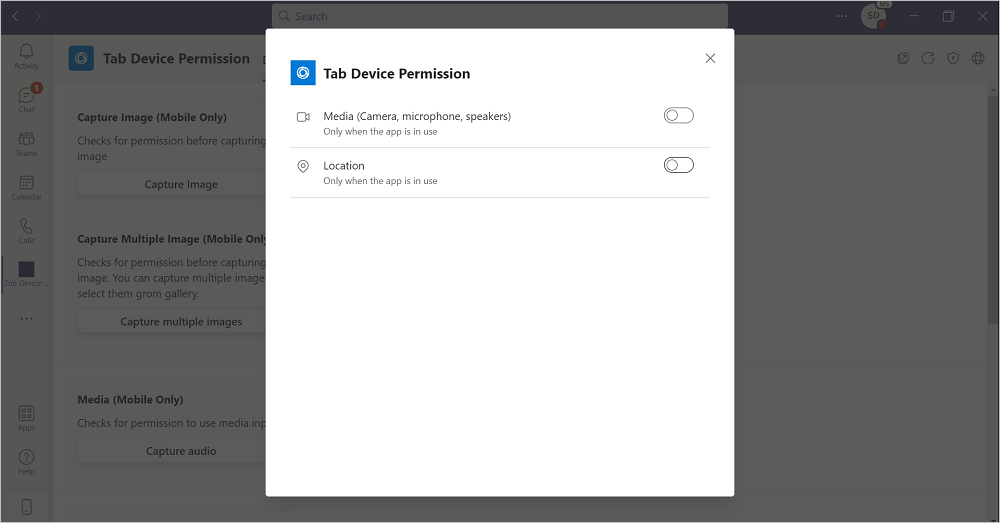 Search
SD
Activity
Chat
1
Teams
Calendar
Calls
Tab Device ...
Apps
Help
Tab Device Permission
Capture Image (Mobile Only)
Checks for permission before capturing
image
Capture Image
Capture Multiple Image (Mobile Onl
Checks for permission before capturing
image. You can capture multiple image
select them grom gallery.
Capture multiple images
Media (Mobile Only)
Checks for permission to use media inp
Capture audio
Tab Device Permission
Media (Camera, microphone, speakers)
Only when the app is in use
Location
Only when the app is in use